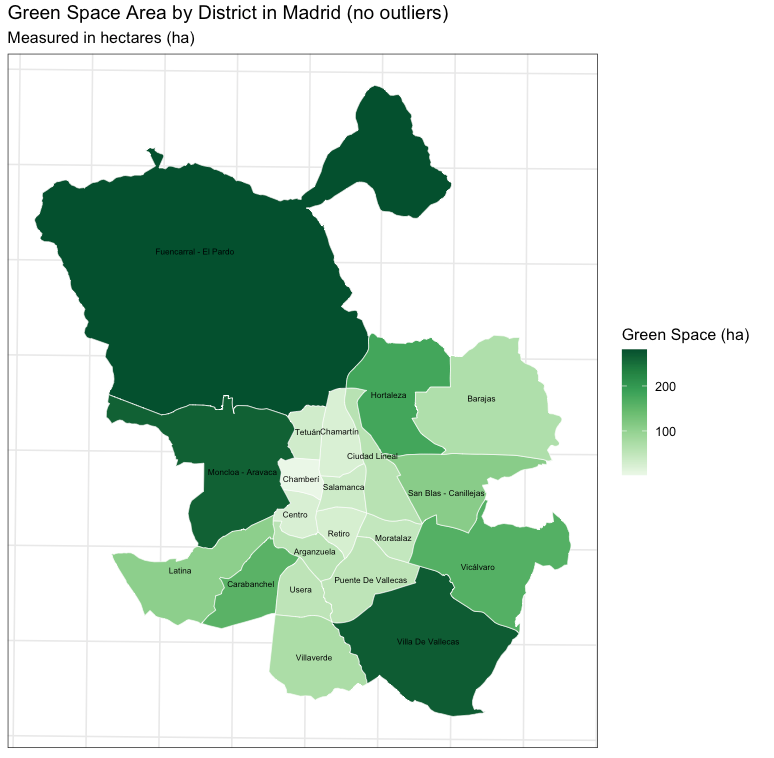 Green Space Area by District in Madrid (no outliers)
Measured in hectares (ha)
Fuencarral - El Pardo
Hortaleza
Barajas
Tetuán
Chamartín
Ciudad Lineal
Moncloa - Aravaca
Chamberí
Salamanca
San Blas - Canillejas
Centro
Retiro
Moratalaz
Arganzuela
Latina
Vicálvaro
Carabanchel
Puente De Vallecas
Usera
Villa De Vallecas
Villaverde
Green Space (ha)
200
100